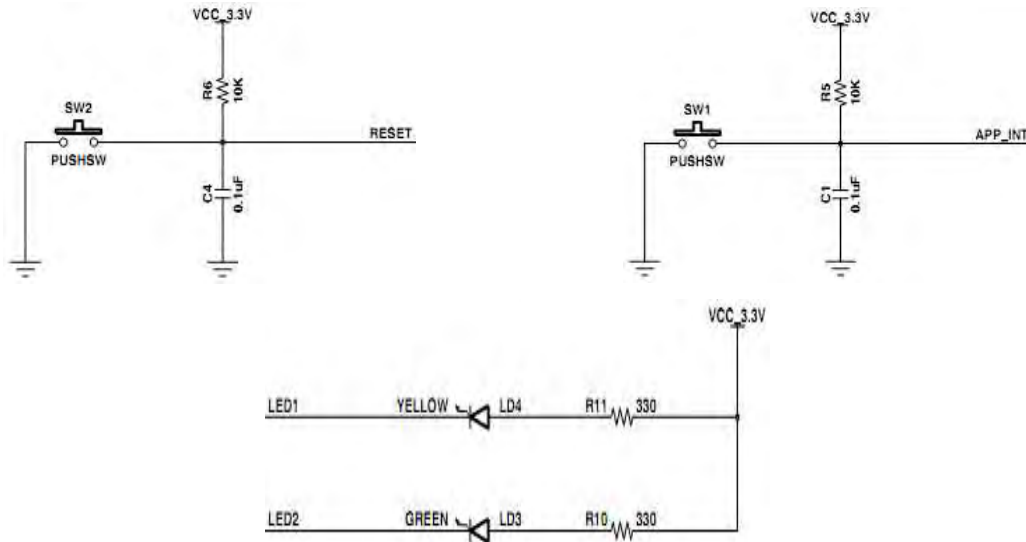 VCC_3.3V
R6
10K
SW2
PUSHSW
RESET
C4
0.1uF
VCC_3.3V
R5
10K
SW1
PUSHSW
APP_INT
C1
0.1uF
VCC_3.3V
LED1 YELLOW LD4 R11 330
LED2 GREEN LD3 R10 330